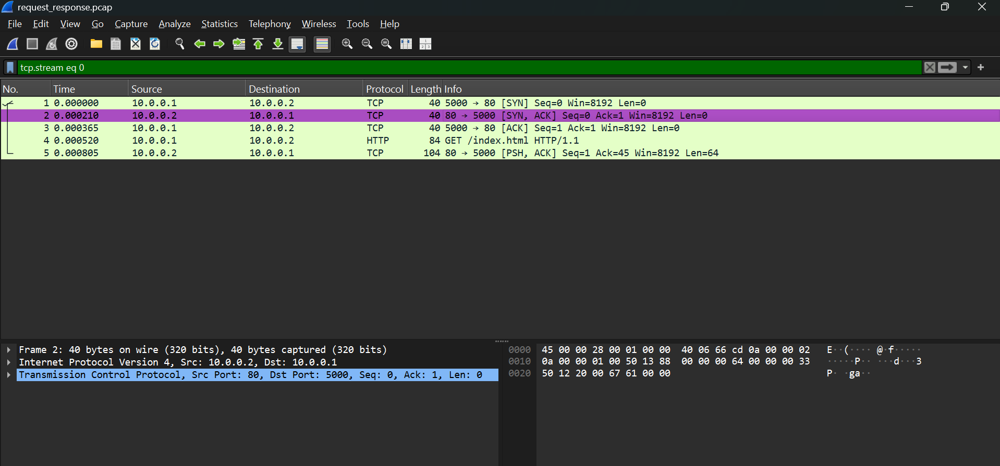 request_response.pcap
File Edit View Go Capture Analyze Statistics Telephony Wireless Tools Help
tcp.stream eq 0
No. Time Source Destination Protocol Length Info
1 0.000000 10.0.0.1 10.0.0.2 TCP 40 5000 → 80 [SYN] Seq=0 Win=8192 Len=0
2 0.000210 10.0.0.2 10.0.0.1 TCP 40 80 → 5000 [SYN, ACK] Seq=0 Ack=1 Win=8192 Len=0
3 0.000365 10.0.0.1 10.0.0.2 TCP 40 5000 → 80 [ACK] Seq=1 Ack=1 Win=8192 Len=0
4 0.000520 10.0.0.1 10.0.0.2 HTTP 84 GET /index.html HTTP/1.1
5 0.000805 10.0.0.2 10.0.0.1 TCP 104 80 → 5000 [PSH, ACK] Seq=1 Ack=45 Win=8192 Len=64
Frame 2: 40 bytes on wire (320 bits), 40 bytes captured (320 bits)
Internet Protocol Version 4, Src: 10.0.0.2, Dst: 10.0.0.1
Transmission Control Protocol, Src Port: 80, Dst Port: 5000, Seq: 0, Ack: 1, Len: 0
0000 45 00 00 28 00 01 00 00 40 06 66 cd 0a 00 00 02 E··(···· @·f·····
0010 0a 00 00 01 00 50 13 88 00 00 00 64 00 00 00 33 ·····P·· ···d···3
0020 50 12 20 00 67 61 00 00 P· ·ga··